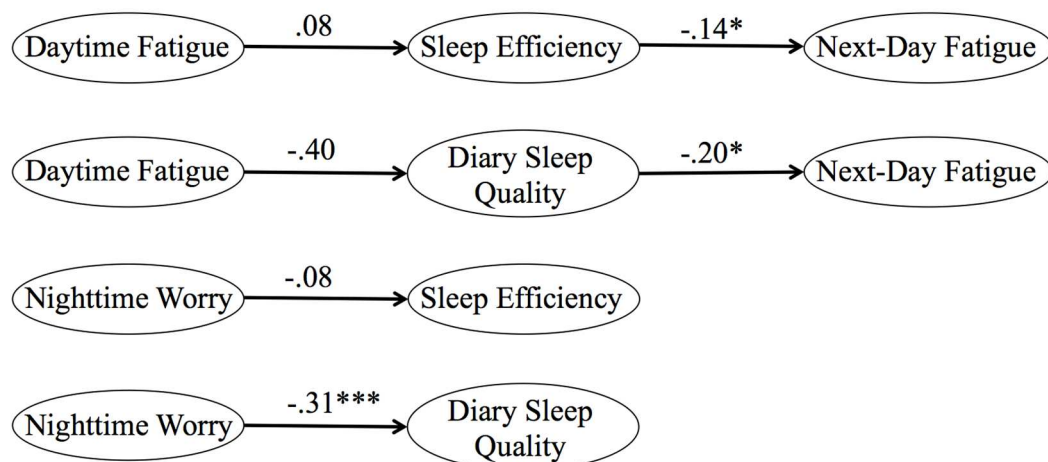 Daytime Fatigue .08 Sleep Efficiency -.14* Next-Day Fatigue
Daytime Fatigue -.40 Diary Sleep Quality -.20* Next-Day Fatigue
Nighttime Worry -.08 Sleep Efficiency
Nighttime Worry -.31*** Diary Sleep Quality